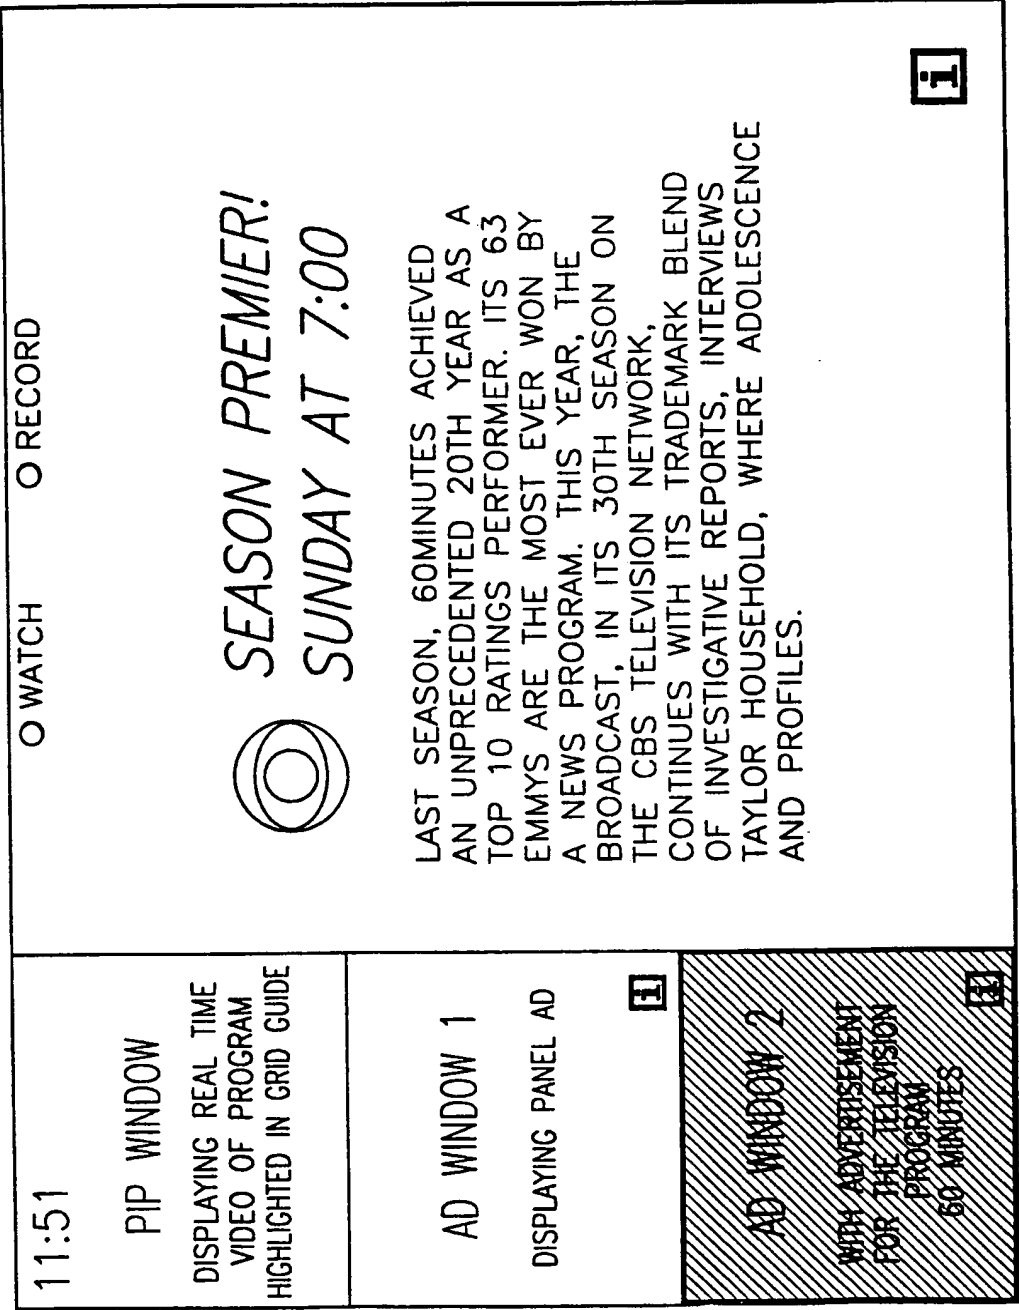 11:51
PIP WINDOW
DISPLAYING REAL TIME
VIDEO OF PROGRAM
HIGHLIGHTED IN GRID GUIDE
AD WINDOW 1
DISPLAYING PANEL AD
i
AD WINDOW 2
WITH ADVERTISEMENT
FOR THE TELEVISION
PROGRAM
60 MINUTES
i
O WATCH
O RECORD
SEASON PREMIER!
SUNDAY AT 7:00
LAST SEASON, 60MINUTES ACHIEVED
AN UNPRECEDENTED 20TH YEAR AS A
TOP 10 RATINGS PERFORMER. ITS 63
EMMYS ARE THE MOST EVER WON BY
A NEWS PROGRAM. THIS YEAR, THE
BROADCAST, IN ITS 30TH SEASON ON
THE CBS TELEVISION NETWORK,
CONTINUES WITH ITS TRADEMARK BLEND
OF INVESTIGATIVE REPORTS, INTERVIEWS
TAYLOR HOUSEHOLD, WHERE ADOLESCENCE
AND PROFILES.
i